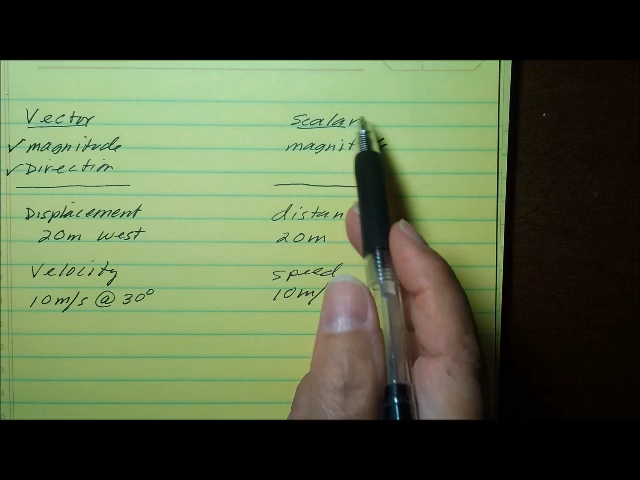 Vector
✓ magnitude
✓ Direction
Displacement
20m west
Velocity
10m/s @ 30°
Scalar
20m
speed